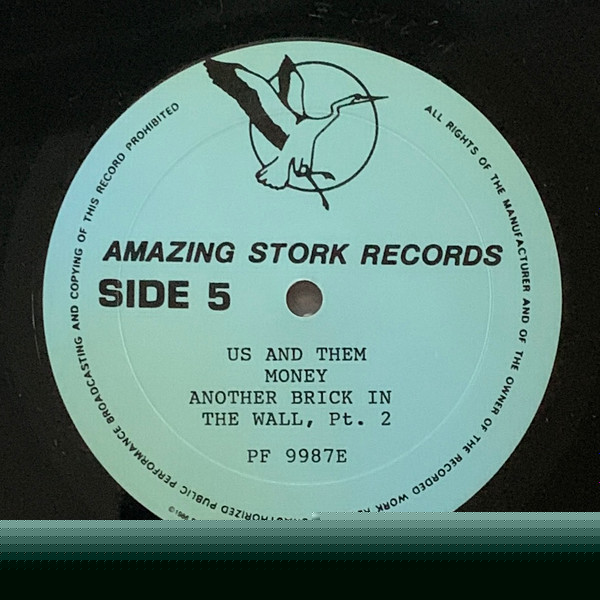 AMAZING STORK RECORDS
SIDE 5
US AND THEM
MONEY
ANOTHER BRICK IN
THE WALL, Pt. 2
PF 9987E
ALL RIGHTS OF THE MANUFACTURER AND OF THE OWNER OF THE RECORDED WORK
PUBLIC PERFORMANCE BROADCASTING AND COPYING OF THIS RECORD PROHIBITED